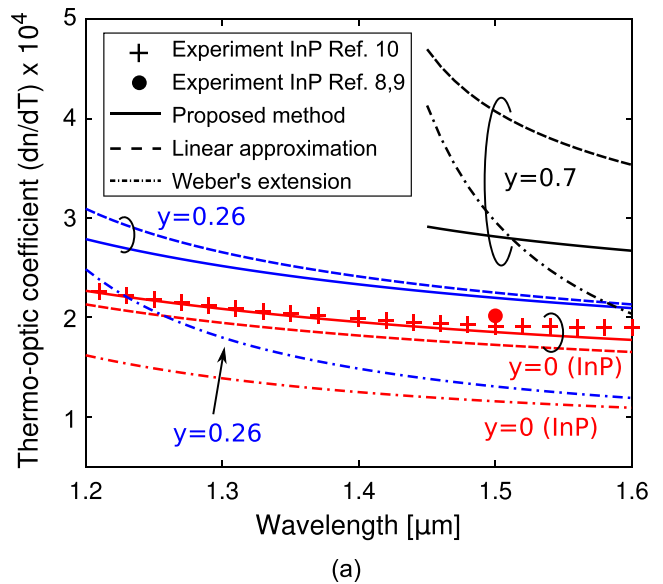 Thermo-optic coefficient (dn/dT) x 10⁴
5
4
3
2
1
Experiment InP Ref. 10
Experiment InP Ref. 8,9
Proposed method
Linear approximation
Weber's extension
y=0.7
y=0.26
y=0 (InP)
y=0.26
y=0 (InP)
1.2 1.3 1.4 1.5 1.6
Wavelength [μm]
(a)